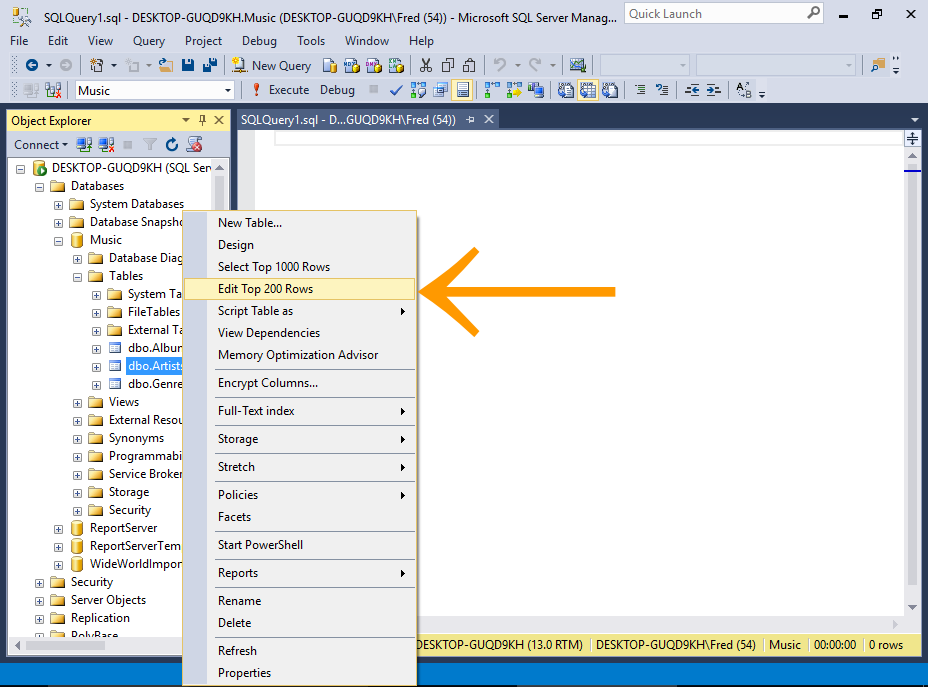 SQLQuery1.sql - DESKTOP-GUQD9KH.Music (DESKTOP-GUQD9KH\Fred (54)) - Microsoft SQL Server Manag...
Quick Launch
File Edit View Query Project Debug Tools Window Help
New Query
Music
Execute Debug
Object Explorer
SQLQuery1.sql - D...GUQD9KH\Fred (54))
Connect
DESKTOP-GUQD9KH (SQL Ser
Databases
System Databases
Database Snapsho
Music
Database Diag
Tables
System Ta
FileTables
External Ta
dbo.Albun
dbo.Artists
dbo.Genre
Views
External Resou
Synonyms
Programmabi
Service Broker
Storage
Security
ReportServer
ReportServerTem
WideWorldImpor
Security
Server Objects
Replication
PolyBase
New Table...
Design
Select Top 1000 Rows
Edit Top 200 Rows
Script Table as
View Dependencies
Memory Optimization Advisor
Encrypt Columns...
Full-Text index
Storage
Stretch
Policies
Facets
Start PowerShell
Reports
Rename
Delete
Refresh
Properties
DESKTOP-GUQD9KH (13.0 RTM) DESKTOP-GUQD9KH\Fred (54) Music 00:00:00 0 rows